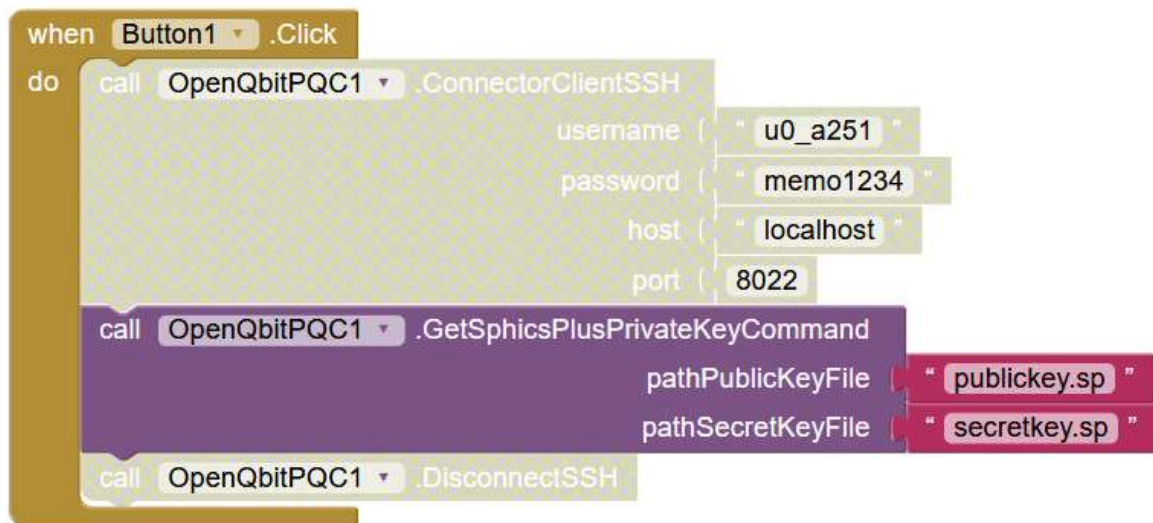 when Button1 .Click
do call OpenQbitPQC1 .ConnectorClientSSH
username " u0_a251 "
password " memo1234 "
host " localhost "
port 8022
call OpenQbitPQC1 .GetSphicsPlusPrivateKeyCommand
pathPublicKeyFile " publickey.sp "
pathSecretKeyFile " secretkey.sp "
call OpenQbitPQC1 .DisconnectSSH